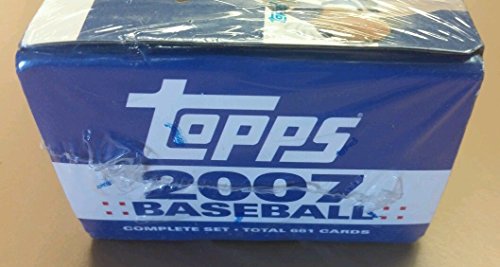 Topps
2007
BASEBALL
COMPLETE SET • TOTAL 661 CARDS